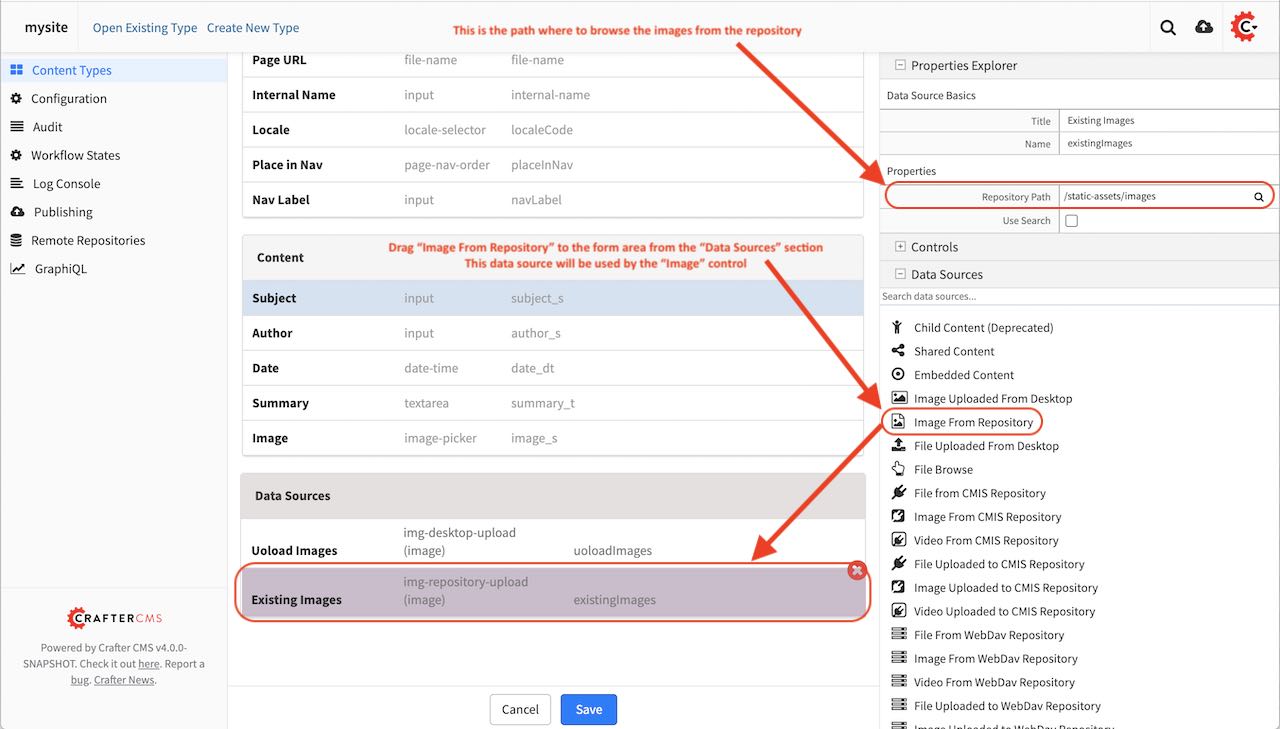 mysite
Open Existing Type
Create New Type
This is the path where to browse the images from the repository
Content Types
Configuration
Audit
Workflow States
Log Console
Publishing
Remote Repositories
GraphiQL
CRAFTERCMS
Powered by Crafter CMS v4.0.0-
SNAPSHOT. Check it out here. Report a
bug. Crafter News.
Page URL file-name file-name
Internal Name input internal-name
Locale locale-selector localeCode
Place in Nav page-nav-order placeInNav
Nav Label input navLabel
Drag “Image From Repository” to the form area from the “Data Sources” section
This data source will be used by the “Image” control
Content
Subject input subject_s
Author input author_s
Date date-time date_dt
Summary textarea summary_t
Image image-picker image_s
Data Sources
img-desktop-upload
Uoload Images (image) uoloadImages
img-repository-upload
Existing Images (image) existingImages
Cancel
Save
Properties Explorer
Data Source Basics
Title Existing Images
Name existingImages
Properties
Repository Path /static-assets/images
Use Search
Controls
Data Sources
Search data sources...
Child Content (Deprecated)
Shared Content
Embedded Content
Image Uploaded From Desktop
Image From Repository
File Uploaded From Desktop
File Browse
File from CMIS Repository
Image From CMIS Repository
Video From CMIS Repository
File Uploaded to CMIS Repository
Image Uploaded to CMIS Repository
Video Uploaded to CMIS Repository
File From WebDav Repository
Image From WebDav Repository
Video From WebDav Repository
File Uploaded to WebDav Repository
Image Uploaded to WebDav Repository